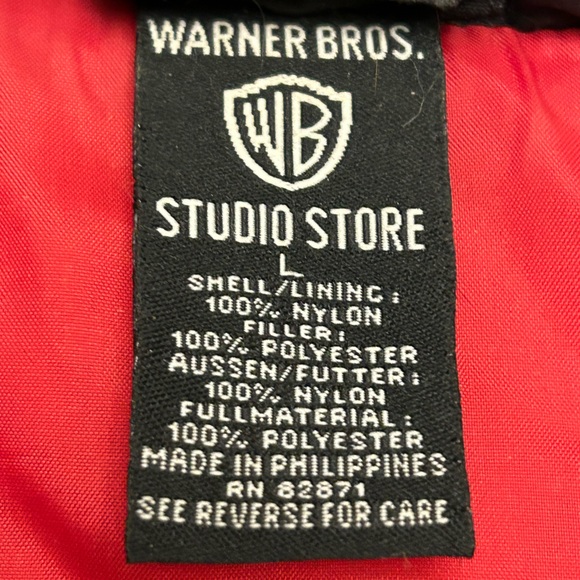 WARNER BROS.
WB
STUDIO STORE
L
SHELL/LINING:
100% NYLON
FILLER:
100% POLYESTER
AUSSEN/FUTTER:
100% NYLON
FULLMATERIAL:
100% POLYESTER
MADE IN PHILIPPINES
RN 82871
SEE REVERSE FOR CARE